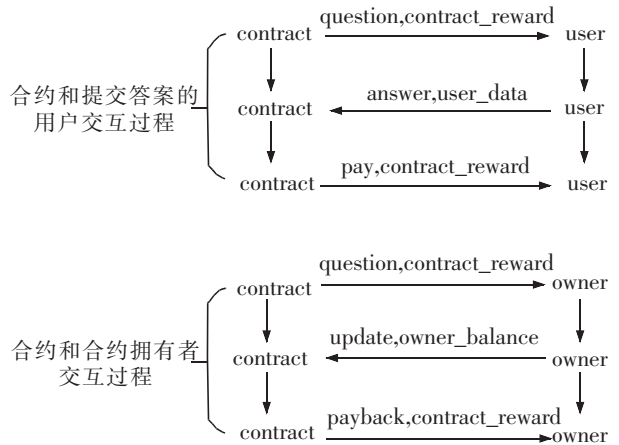 question,contract_reward
contract
user
合约和提交答案的
用户交互过程
answer,user_data
contract
user
pay,contract_reward
contract
user
question,contract_reward
contract
owner
合约和合约拥有者
交互过程
update,owner_balance
contract
owner
payback,contract_reward
contract
owner